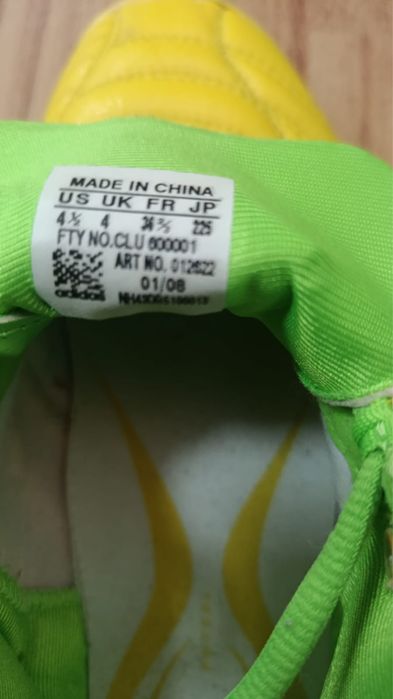 MADE IN CHINA
US UK FR JP
4½ 4 36⅔ 225
FTY NO.CLU 600001
ART NO. 012622
01/08
adidas